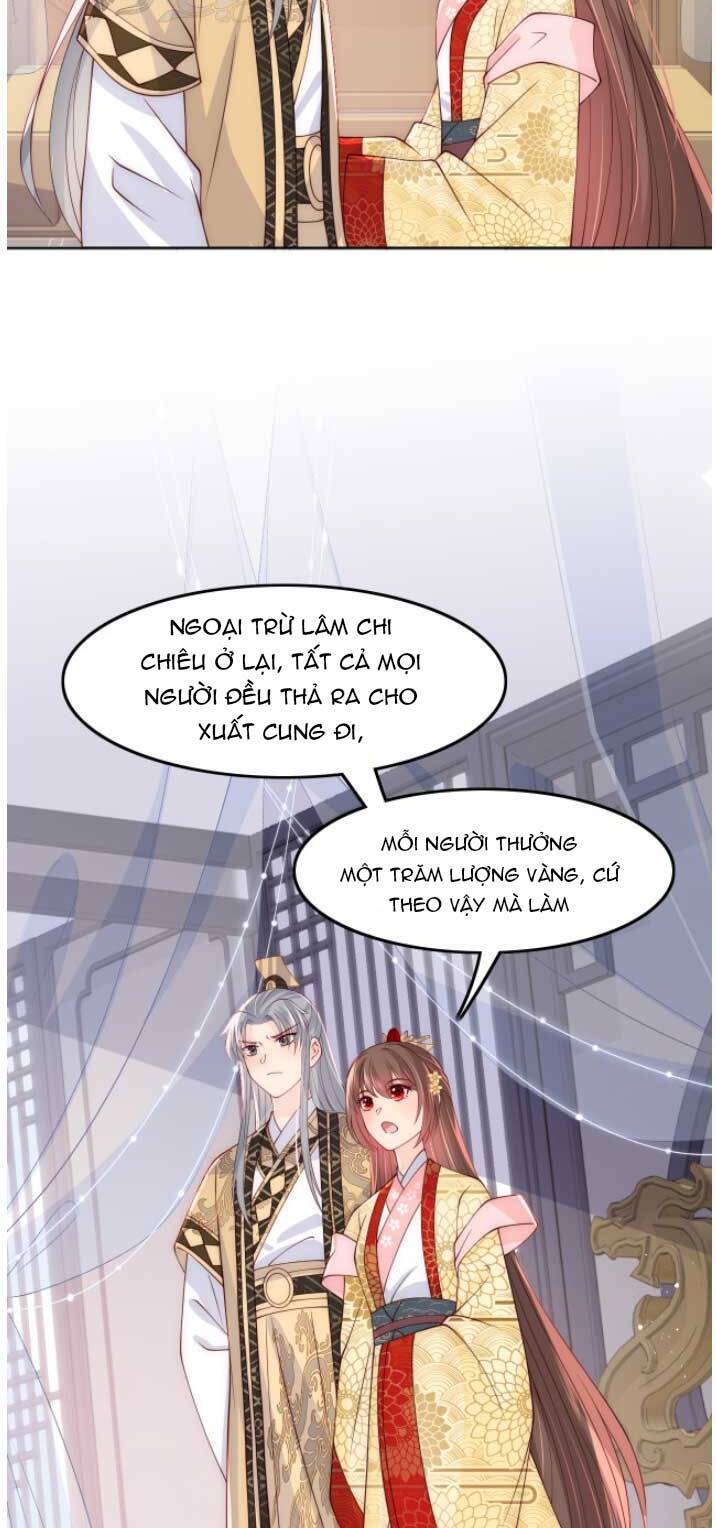 NGOẠI TRỪ LÂM CHI
CHIÊU Ở LẠI, TẤT CẢ MỌI
NGƯỜI ĐỀU THẢ RA CHO
XUẤT CUNG ĐI,
MỖI NGƯỜI THƯỞNG
MỘT TRĂM LƯỢNG VÀNG, CỨ
THEO VẬY MÀ LÀM